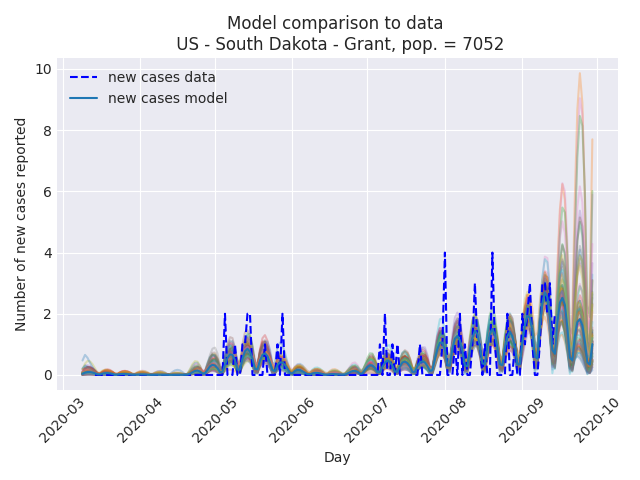 Model comparison to data
US - South Dakota - Grant, pop. = 7052
new cases data
new cases model
Number of new cases reported
10
8
6
4
2
0
2020-03
2020-04
2020-05
2020-06
2020-07
2020-08
2020-09
2020-10
Day